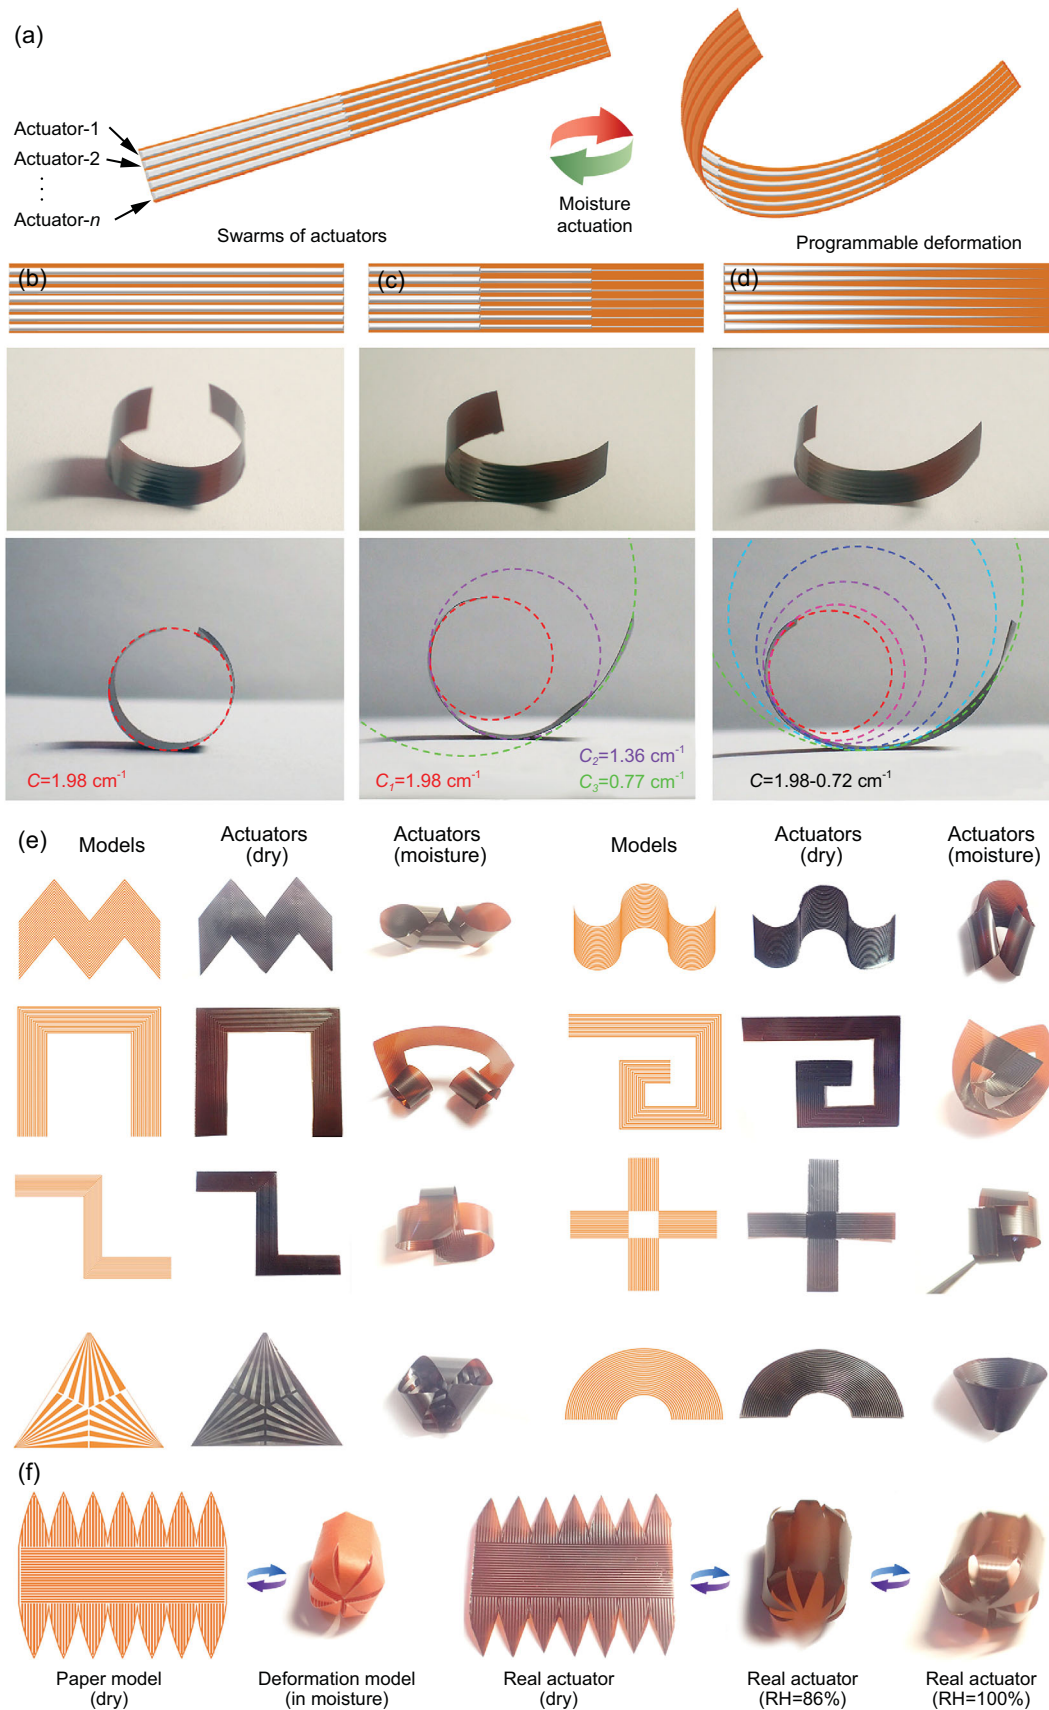 (a)
Actuator-1
Actuator-2
Actuator-n
Swarms of actuators
Moisture
actuation
Programmable deformation
(b)
(c)
(d)
C=1.98 cm⁻¹
C₁=1.98 cm⁻¹
C₂=1.36 cm⁻¹
C₃=0.77 cm⁻¹
C=1.98-0.72 cm⁻¹
(e)
Models
Actuators
(dry)
Actuators
(moisture)
Models
Actuators
(dry)
Actuators
(moisture)
(f)
Paper model
(dry)
Deformation model
(in moisture)
Real actuator
(dry)
Real actuator
(RH=86%)
Real actuator
(RH=100%)